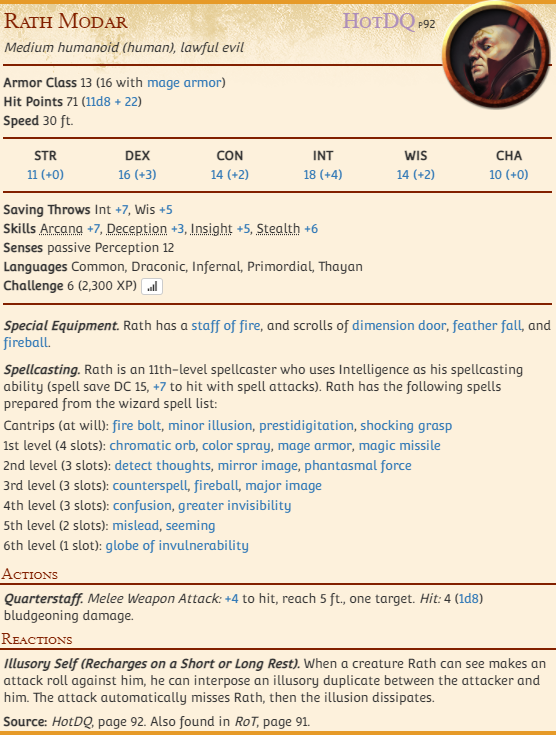 Rath Modar HotDQ P92
Medium humanoid (human), lawful evil
Armor Class 13 (16 with mage armor)
Hit Points 71 (11d8 + 22)
Speed 30 ft.
STR DEX CON INT WIS CHA
11 (+0) 16 (+3) 14 (+2) 18 (+4) 14 (+2) 10 (+0)
Saving Throws Int +7, Wis +5
Skills Arcana +7, Deception +3, Insight +5, Stealth +6
Senses passive Perception 12
Languages Common, Draconic, Infernal, Primordial, Thayan
Challenge 6 (2,300 XP)
Special Equipment. Rath has a staff of fire, and scrolls of dimension door, feather fall, and
fireball.
Spellcasting. Rath is an 11th-level spellcaster who uses Intelligence as his spellcasting
ability (spell save DC 15, +7 to hit with spell attacks). Rath has the following spells
prepared from the wizard spell list:
Cantrips (at will): fire bolt, minor illusion, prestidigitation, shocking grasp
1st level (4 slots): chromatic orb, color spray, mage armor, magic missile
2nd level (3 slots): detect thoughts, mirror image, phantasmal force
3rd level (3 slots): counterspell, fireball, major image
4th level (3 slots): confusion, greater invisibility
5th level (2 slots): mislead, seeming
6th level (1 slot): globe of invulnerability
Actions
Quarterstaff. Melee Weapon Attack: +4 to hit, reach 5 ft., one target. Hit: 4 (1d8)
bludgeoning damage.
Reactions
Illusory Self (Recharges on a Short or Long Rest). When a creature Rath can see makes an
attack roll against him, he can interpose an illusory duplicate between the attacker and
him. The attack automatically misses Rath, then the illusion dissipates.
Source: HotDQ, page 92. Also found in RoT, page 91.